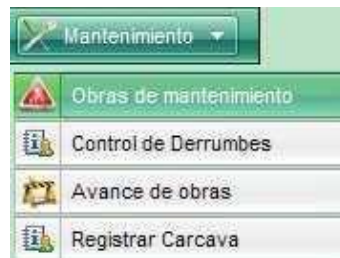 Mantenimiento
Obras de mantenimiento
Control de Derrumbes
Avance de obras
Registrar Carcava